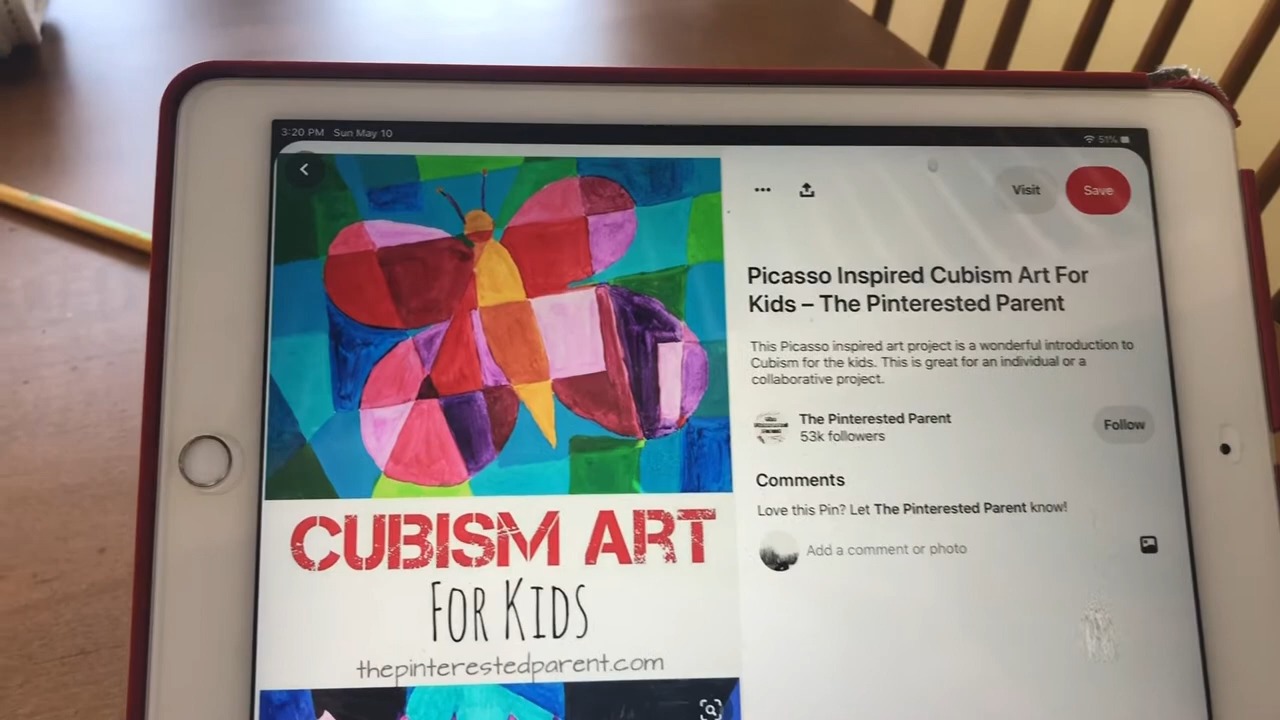 3:20 PM Sun May 10
51%
Visit
Save
Picasso Inspired Cubism Art For
Kids – The Pinterested Parent
This Picasso inspired art project is a wonderful introduction to
Cubism for the kids. This is great for an individual or a
collaborative project.
The Pinterested Parent
53k followers
Follow
Comments
Love this Pin? Let The Pinterested Parent know!
Add a comment or photo
CUBISM ART
FOR KIDS
thepinterestedparent.com